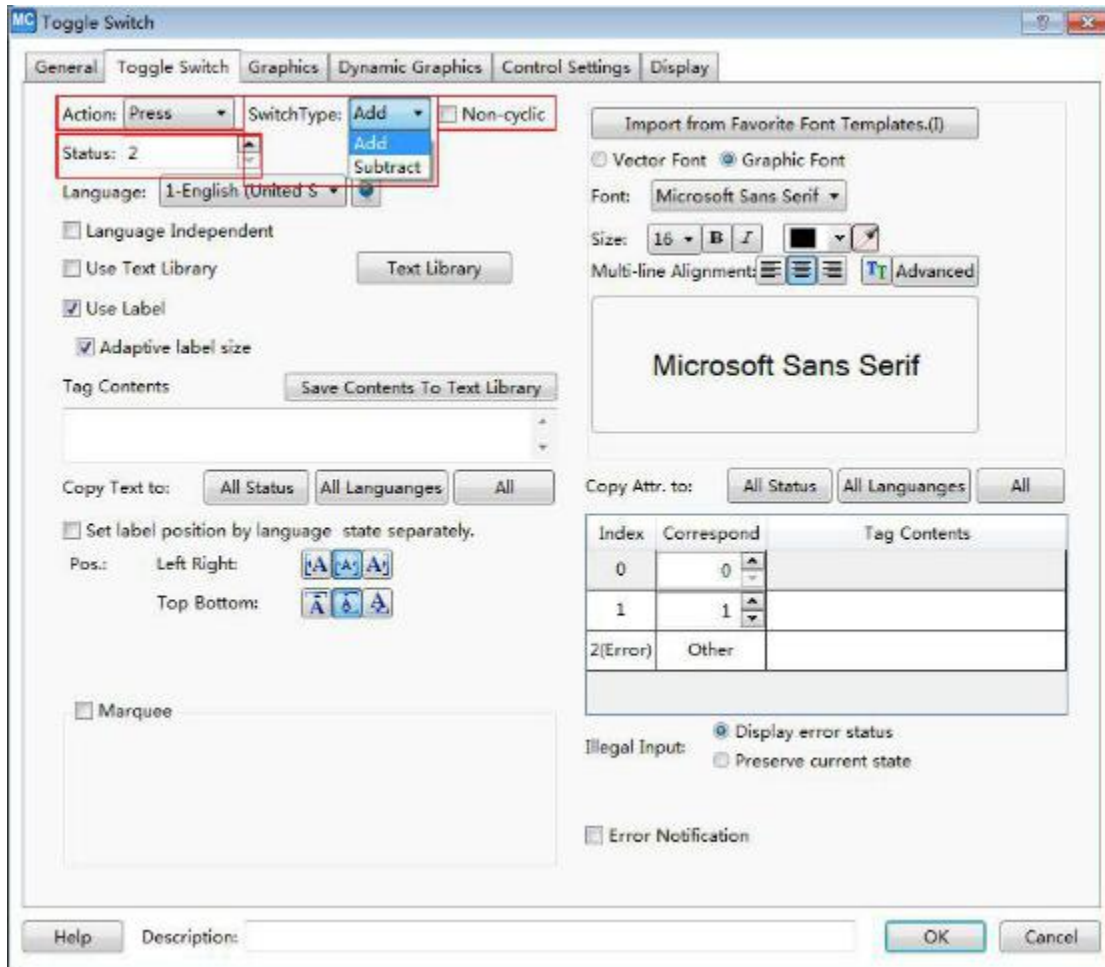 MC Toggle Switch
General Toggle Switch Graphics Dynamic Graphics Control Settings Display
Action: Press SwitchType: Add Non-cyclic
Add
Subtract
Status: 2
Language: 1-English (United S
Language Independent
Use Text Library Text Library
Use Label
Adaptive label size
Tag Contents Save Contents To Text Library
Copy Text to: All Status All Languanges All
Set label position by language state separately.
Pos.: Left Right: A A A
Top Bottom: A A A
Marquee
Import from Favorite Font Templates.(I)
Vector Font Graphic Font
Font: Microsoft Sans Serif
Size: 16 B I
Multi-line Alignment: TT Advanced
Microsoft Sans Serif
Copy Attr. to: All Status All Languanges All
Index Correspond Tag Contents
0 0
1 1
2(Error) Other
Illegal Input: Display error status
Preserve current state
Error Notification
Help Description: OK Cancel